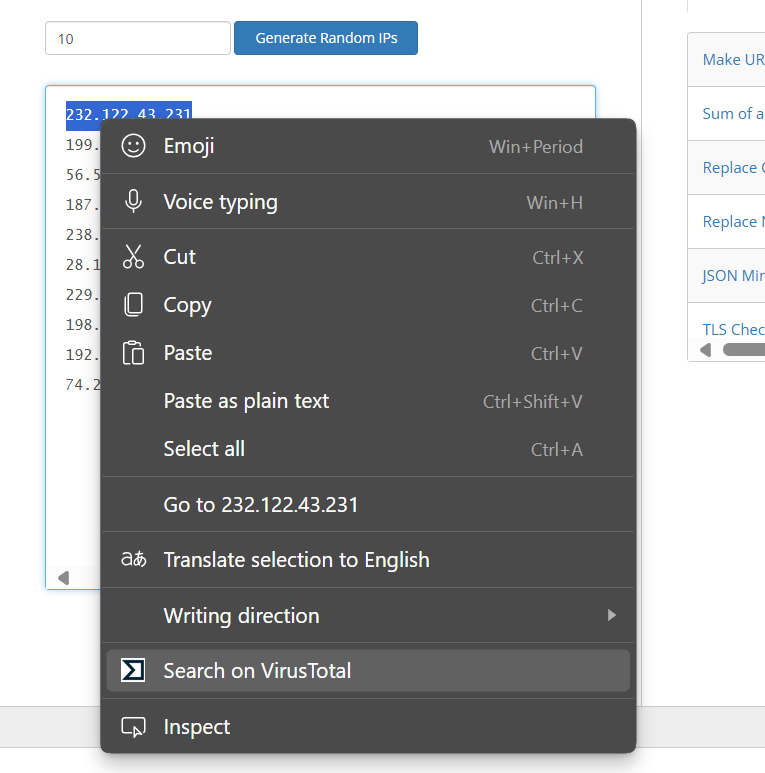 10
Generate Random IPs
232.122.43.231
199.
56.5
187.
238.
28.1
229.
198.
192.
74.2
Emoji Win+Period
Voice typing Win+H
Cut Ctrl+X
Copy Ctrl+C
Paste Ctrl+V
Paste as plain text Ctrl+Shift+V
Select all Ctrl+A
Go to 232.122.43.231
Translate selection to English
Writing direction
Search on VirusTotal
Inspect
Make UR
Sum of a
Replace
Replace
JSON Min
TLS Chec